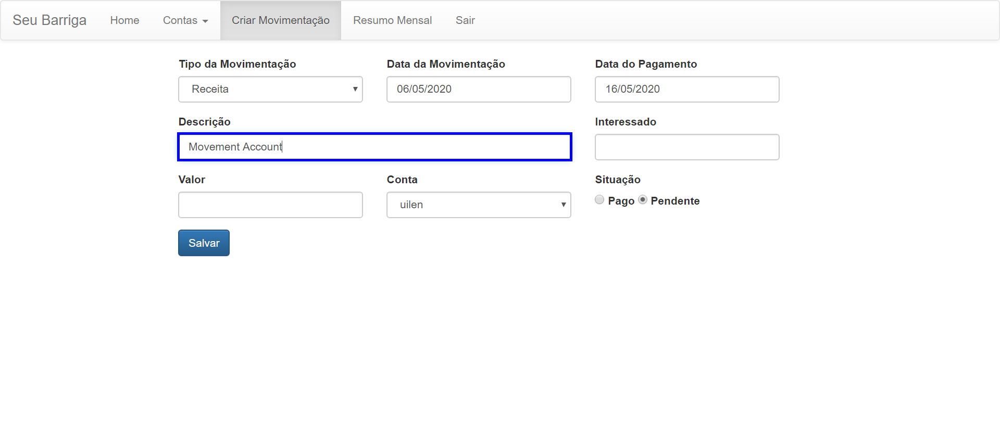 Seu Barriga Home Contas Criar Movimentação Resumo Mensal Sair
Tipo da Movimentação Data da Movimentação Data do Pagamento
Receita 06/05/2020 16/05/2020
Descrição Interessado
Movement Account
Valor Conta Situação
uilen Pago Pendente
Salvar